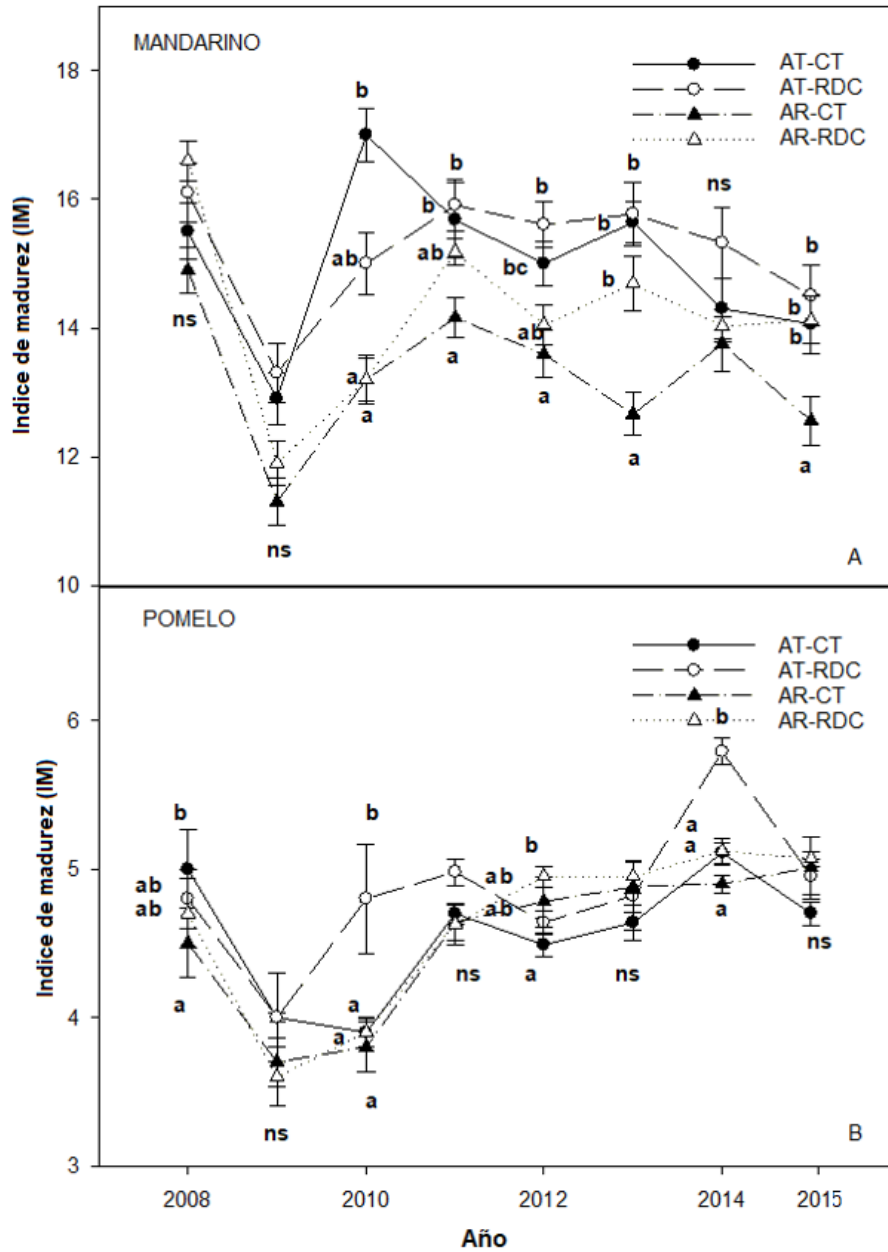 MANDARINO
AT-CT
AT-RDC
AR-CT
AR-RDC
Indice de madurez (IM)
18
16
14
12
10
b
b
b
b
b
ns
b
b
b
ab
ab
bc
b
b
b
ns
a
ab
a
a
a
a
a
ns
A
POMELO
AT-CT
AT-RDC
AR-CT
AR-RDC
Indice de madurez (IM)
6
5
4
3
b
b
b
b
a
a
ab
ab
ab
ab
a
a
a
ns
a
ns
ns
a
a
ns
B
2008
2010
2012
2014
2015
Año